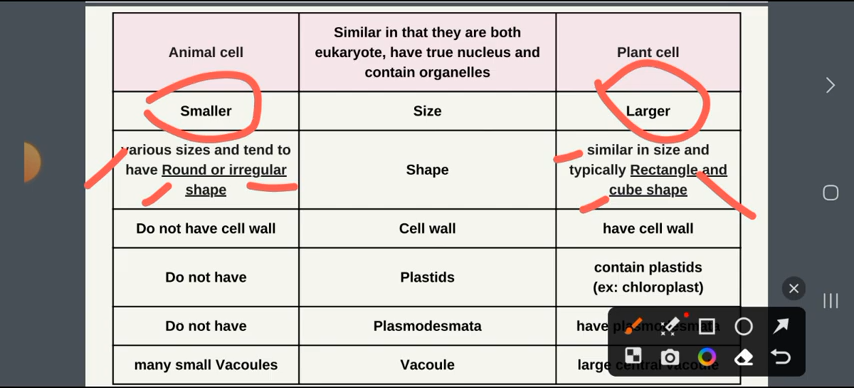 Animal cell
Similar in that they are both
eukaryote, have true nucleus and
contain organelles
Plant cell
Smaller
Size
Larger
various sizes and tend to
have Round or irregular
shape
Shape
similar in size and
typically Rectangle and
cube shape
Do not have cell wall
Cell wall
have cell wall
Do not have
Plastids
contain plastids
(ex: chloroplast)
Do not have
Plasmodesmata
have plasmodesmata
many small Vacoules
Vacoule
large central vacoule